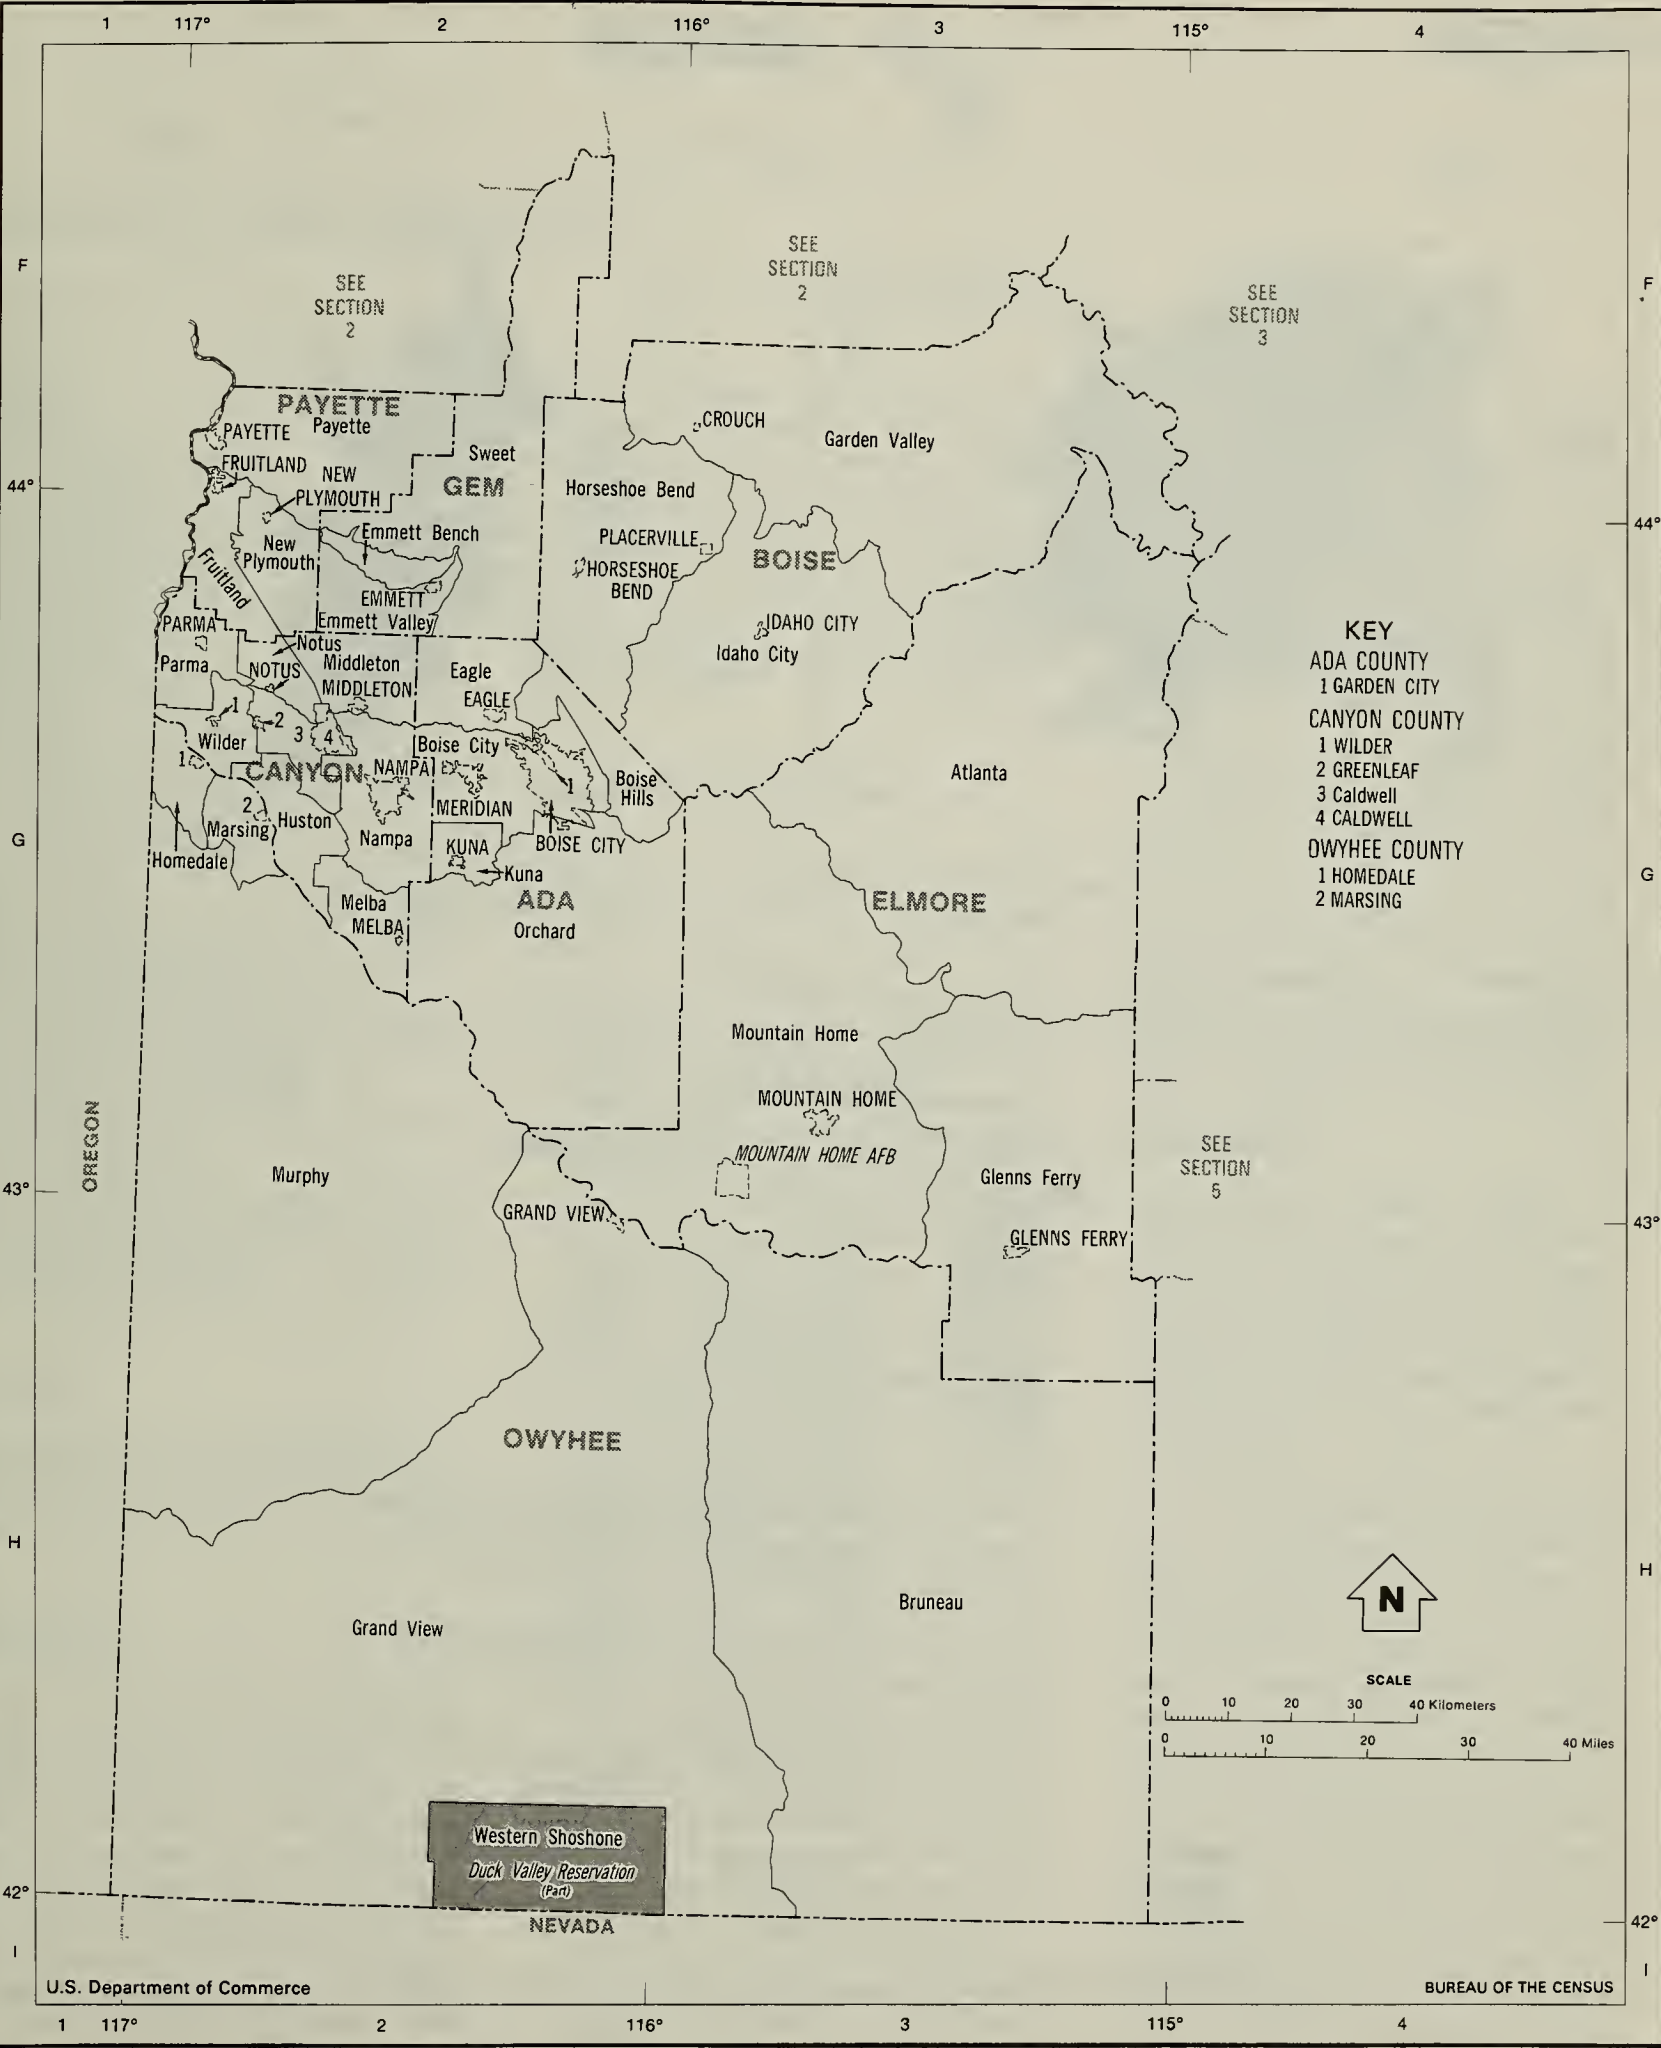 1 117° 2 116° 3 115° 4
F
F
SEE
SECTION
2
SEE
SECTION
2
SEE
SECTION
3
PAYETTE
Payette
PAYETTE
FRUITLAND
NEW
PLYMOUTH
Sweet
GEM
CROUCH
Garden Valley
44°
44°
Horseshoe Bend
Emmett Bench
New
Plymouth
Fruitland
PLACERVILLE
BOISE
HORSESHOE
BEND
EMMETT
Emmett Valley
PARMA
Parma
Notus
NOTUS
Middleton
MIDDLETON
Eagle
EAGLE
IDAHO CITY
Idaho City
KEY
ADA COUNTY
1 GARDEN CITY
CANYON COUNTY
1 WILDER
2 GREENLEAF
3 Caldwell
4 CALDWELL
OWYHEE COUNTY
1 HOMEDALE
2 MARSING
1
2
3
4
Wilder
1
CANYON
NAMPA
Boise City
MERIDIAN
1
Boise
Hills
Atlanta
2
Marsing
Huston
Nampa
KUNA
BOISE CITY
G
G
Homedale
Kuna
ADA
Orchard
Melba
MELBA
ELMORE
Mountain Home
MOUNTAIN HOME
MOUNTAIN HOME AFB
OREGON
Murphy
Glenns Ferry
SEE
SECTION
5
43°
43°
GRAND VIEW
GLENNS FERRY
OWYHEE
H
H
Grand View
Bruneau
N
SCALE
0 10 20 30 40 Kilometers
0 10 20 30 40 Miles
Western Shoshone
Duck Valley Reservation
(Part)
42°
42°
NEVADA
I
I
U.S. Department of Commerce
BUREAU OF THE CENSUS
1 117° 2 116° 3 115° 4